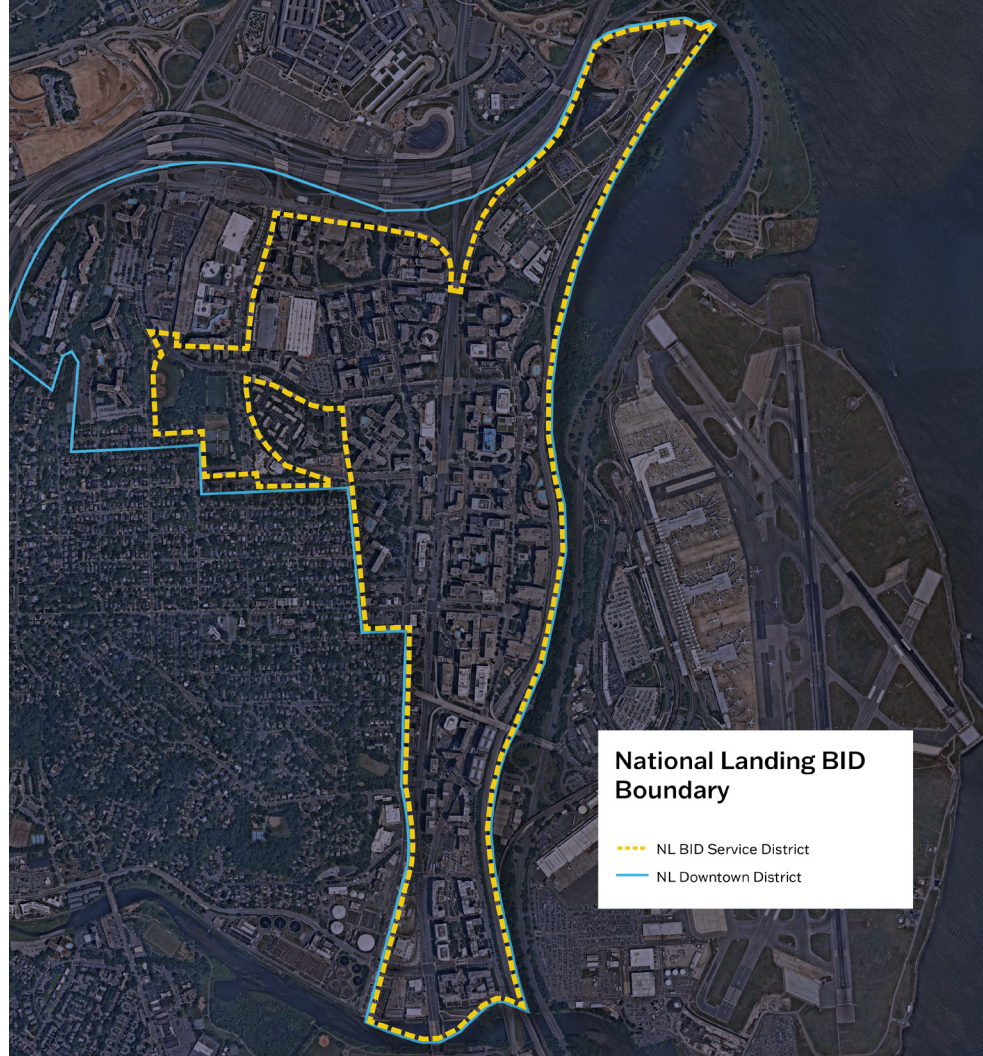 National Landing BID
Boundary
NL BID Service District
NL Downtown District